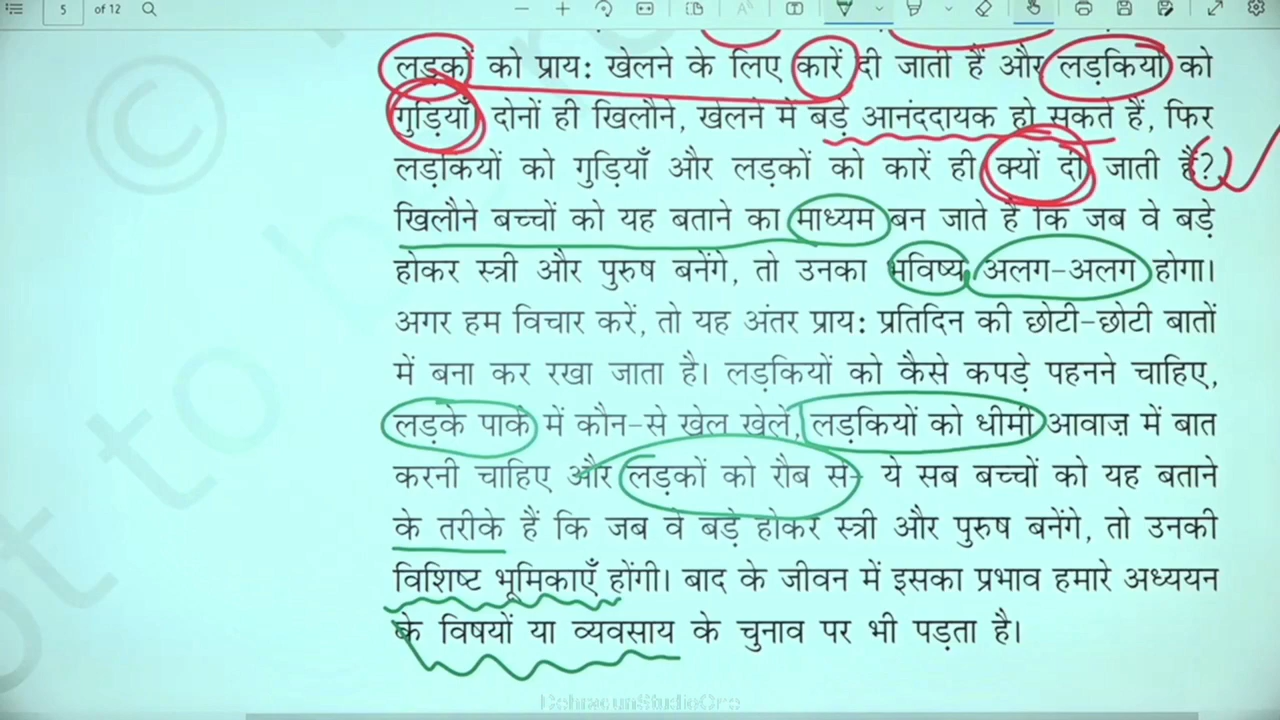 5 of 12
लड़कों को प्राय: खेलने के लिए कारें दी जाती हैं और लड़कियों को
गुड़ियाँ दोनों ही खिलौने, खेलने में बड़े आनंददायक हो सकते हैं, फिर
लड़कियों को गुड़ियाँ और लड़कों को कारें ही क्यों दी जाती हैं?
खिलौने बच्चों को यह बताने का माध्यम बन जाते हैं कि जब वे बड़े
होकर स्त्री और पुरुष बनेंगे, तो उनका भविष्य अलग-अलग होगा।
अगर हम विचार करें, तो यह अंतर प्राय: प्रतिदिन की छोटी-छोटी बातों
में बना कर रखा जाता है। लड़कियों को कैसे कपड़े पहनने चाहिए,
लड़के पार्क में कौन-से खेल खेलें, लड़कियों को धीमी आवाज़ में बात
करनी चाहिए और लड़कों को रौब से- ये सब बच्चों को यह बताने
के तरीके हैं कि जब वे बड़े होकर स्त्री और पुरुष बनेंगे, तो उनकी
विशिष्ट भूमिकाएँ होंगी। बाद के जीवन में इसका प्रभाव हमारे अध्ययन
के विषयों या व्यवसाय के चुनाव पर भी पड़ता है।
DehradunStudioOne